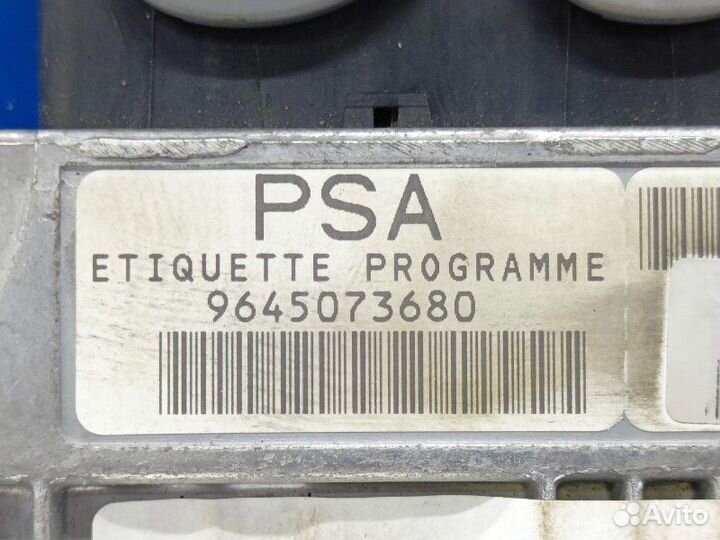 PSA
ETIQUETTE PROGRAMME
9645073680
Avito